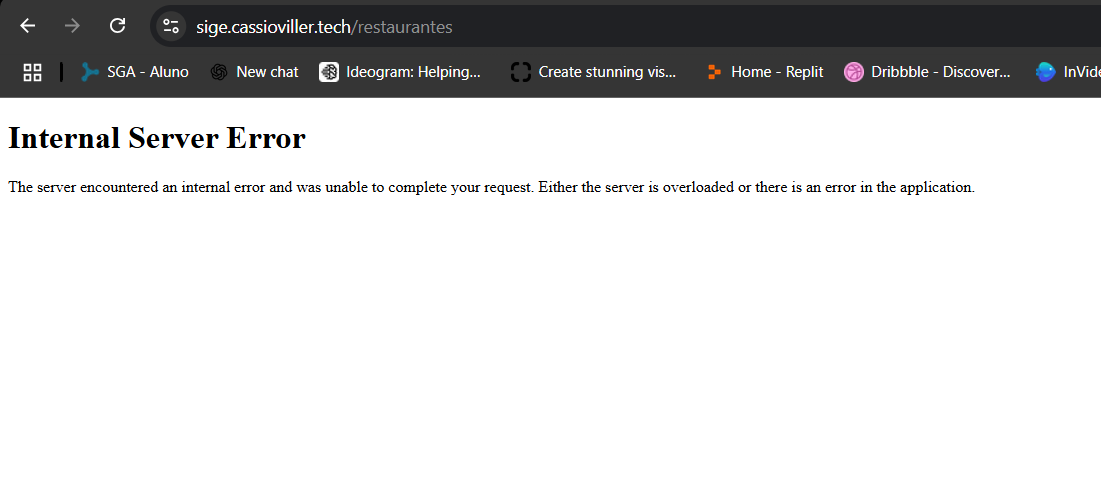 sige.cassioviller.tech/restaurantes
SGA - Aluno New chat Ideogram: Helping... Create stunning vis... Home - Replit Dribbble - Discover... InVide
Internal Server Error
The server encountered an internal error and was unable to complete your request. Either the server is overloaded or there is an error in the application.